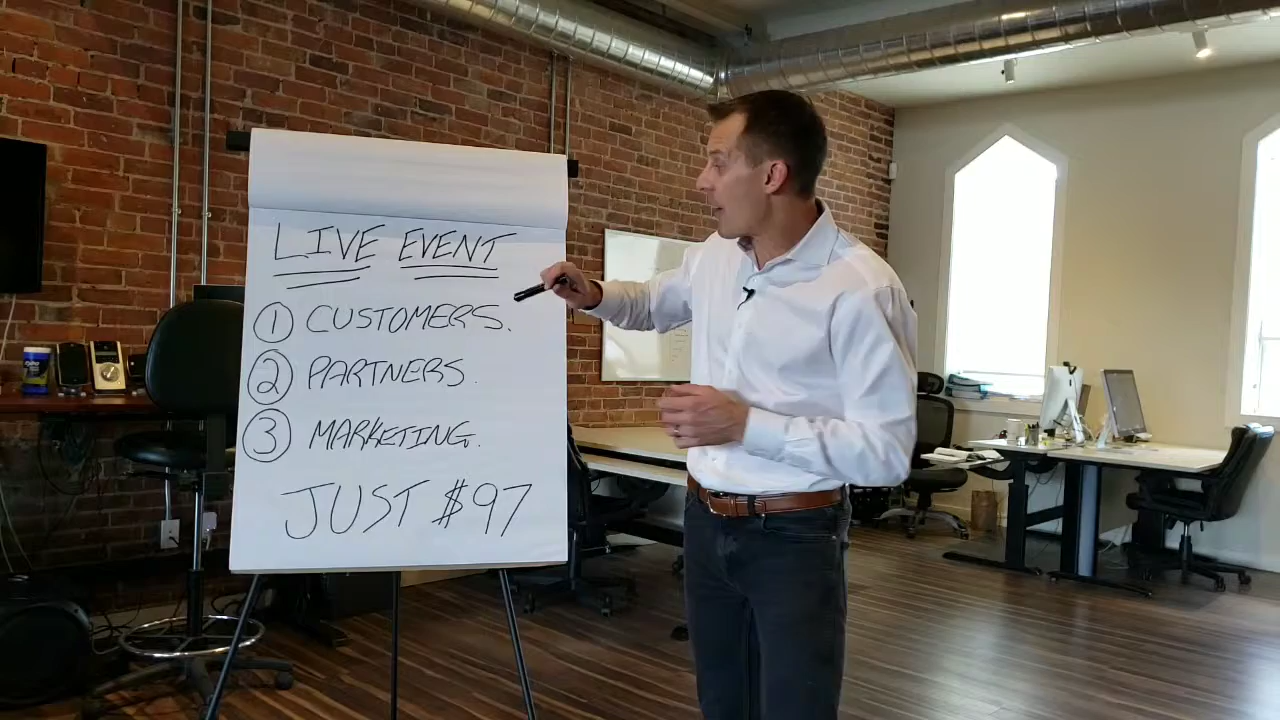 LIVE EVENT
1 CUSTOMERS.
2 PARTNERS.
3 MARKETING.
JUST $97